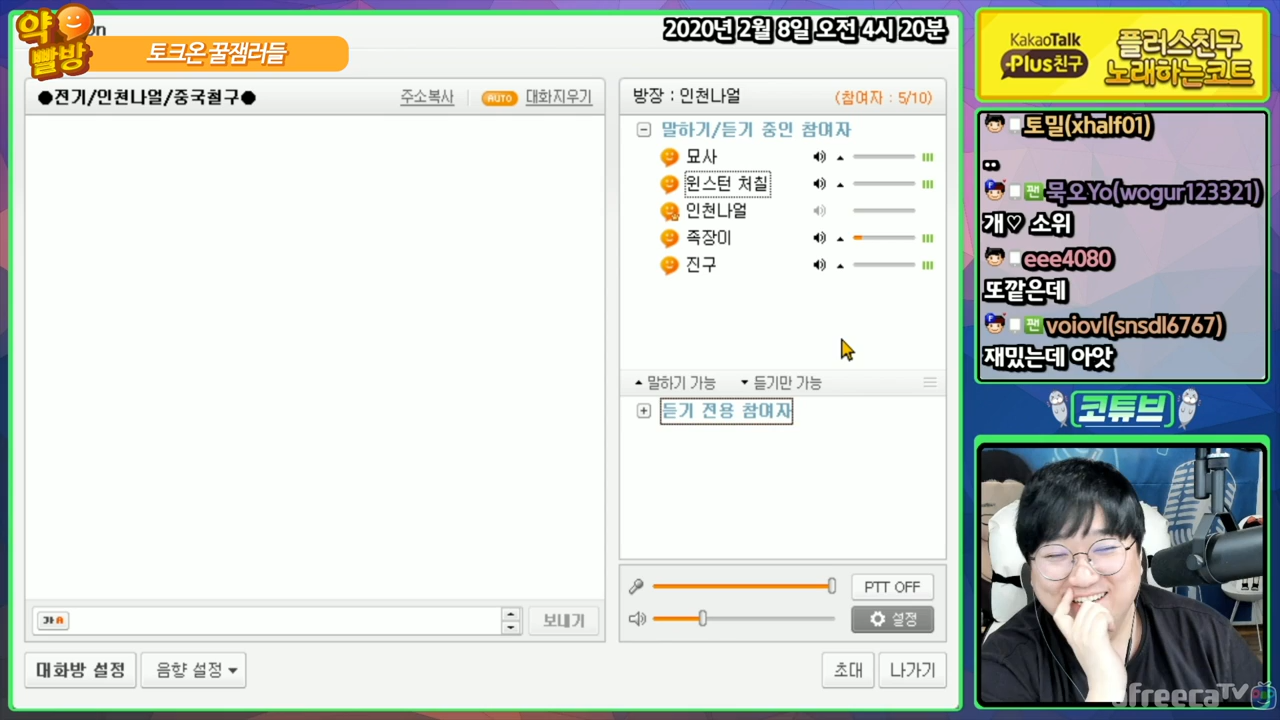 약빨방
토크온 꿀잼러들
2020년 2월 8일 오전 4시 20분
●전기/인천나얼/중국철구●
주소복사
AUTO
대화지우기
방장 : 인천나얼
(참여자 : 5/10)
말하기/듣기 중인 참여자
묘사
윈스턴 처칠
인천나얼
족장이
진구
말하기 가능
듣기만 가능
듣기 전용 참여자
PTT OFF
설정
가A
보내기
대화방 설정
음향 설정
초대
나가기
KakaoTalk
Plus친구
플러스친구
노래하는코트
토밀(xhalf01)
..
팬 묵오Yo(wogur123321)
개♡ 소위
eee4080
또깥은데
팬 voiovl(snsdl6767)
재밌는데 아앗
코튜브
afreecaTV